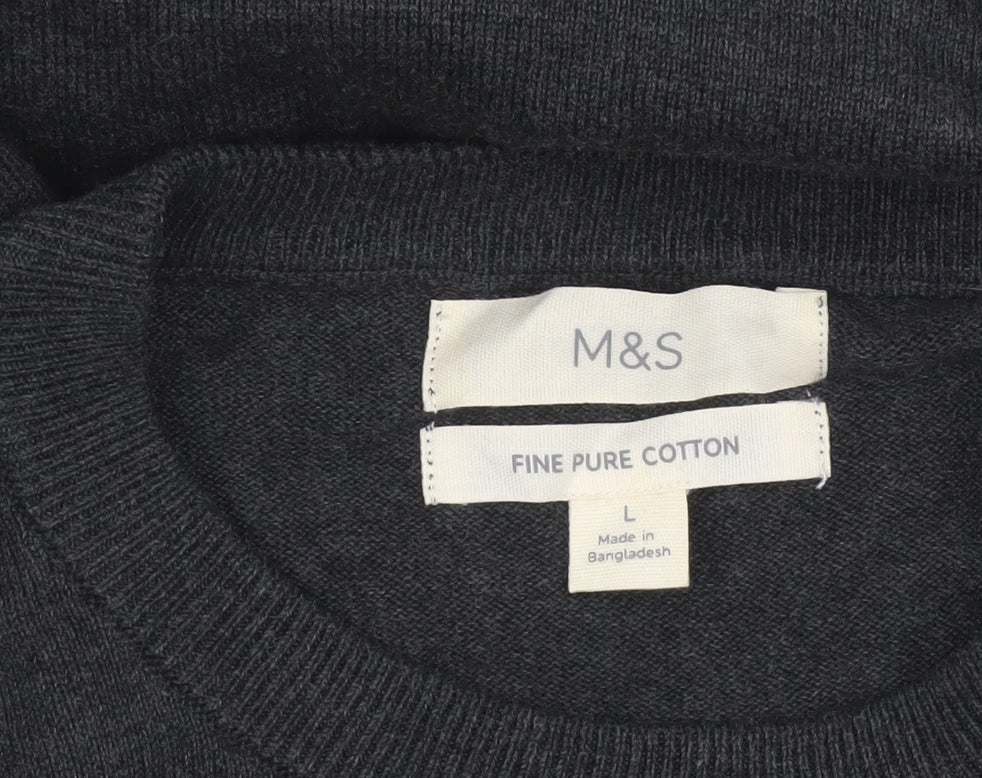 M&S
FINE PURE COTTON
L
Made in
Bangladesh